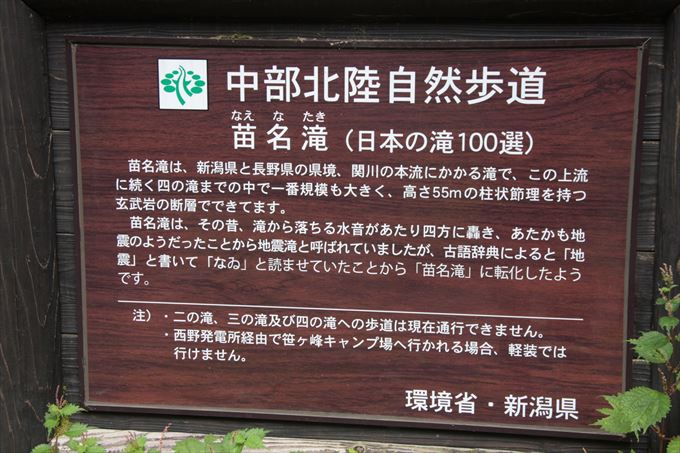 中部北陸自然歩道
なえ な たき
苗名滝(日本の滝100選)
苗名滝は、新潟県と長野県の県境、関川の本流にかかる滝で、この上流
に続く四の滝までの中で一番規模も大きく、高さ55mの柱状節理を持つ
玄武岩の断層でできてます。
苗名滝は、その昔、滝から落ちる水音があたり四方に轟き、あたかも地
震のようだったことから地震滝と呼ばれていましたが、古語辞典によると「地
震」と書いて「なゐ」と読ませていたことから「苗名滝」に転化したよう
です。
注)・二の滝、三の滝及び四の滝への歩道は現在通行できません。
・西野発電所経由で笹ヶ峰キャンプ場へ行かれる場合、軽装では
行けません。
環境省・新潟県